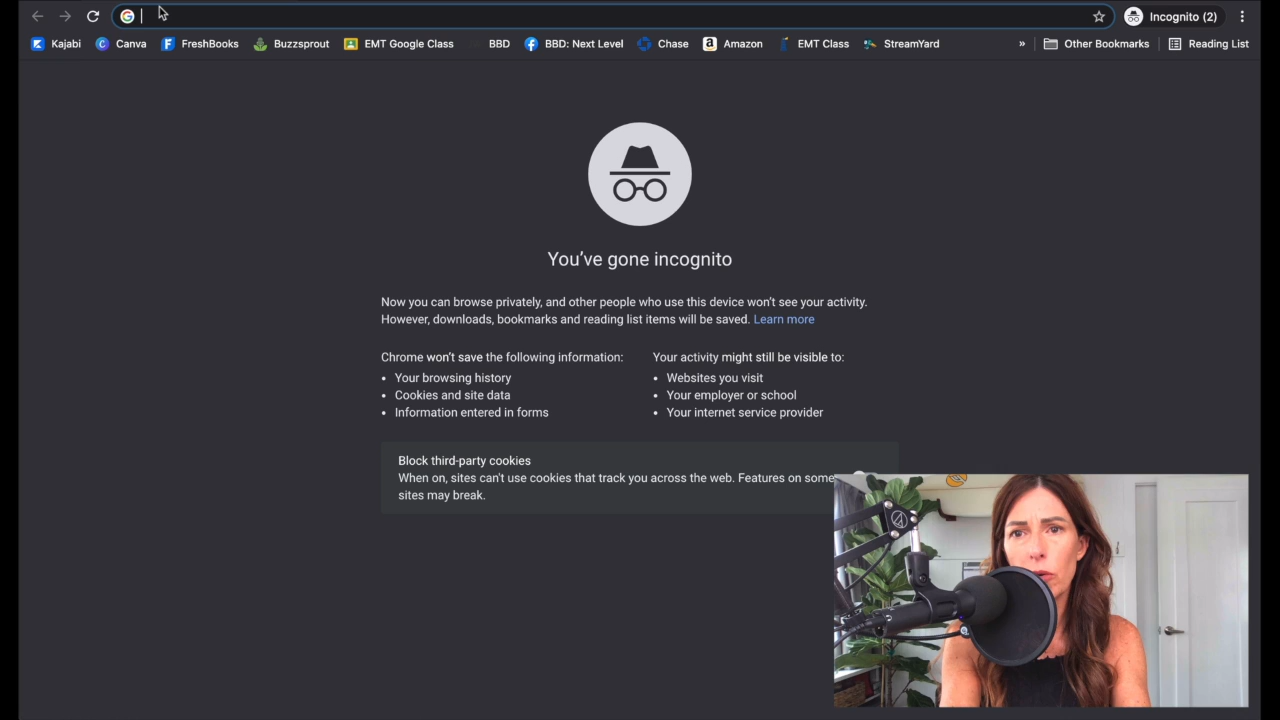 Incognito (2)
Kajabi Canva FreshBooks Buzzsprout EMT Google Class BBD BBD: Next Level Chase Amazon EMT Class StreamYard » Other Bookmarks Reading List
You've gone incognito
Now you can browse privately, and other people who use this device won't see your activity.
However, downloads, bookmarks and reading list items will be saved. Learn more
Chrome won't save the following information:
• Your browsing history
• Cookies and site data
• Information entered in forms
Your activity might still be visible to:
• Websites you visit
• Your employer or school
• Your internet service provider
Block third-party cookies
When on, sites can't use cookies that track you across the web. Features on some
sites may break.